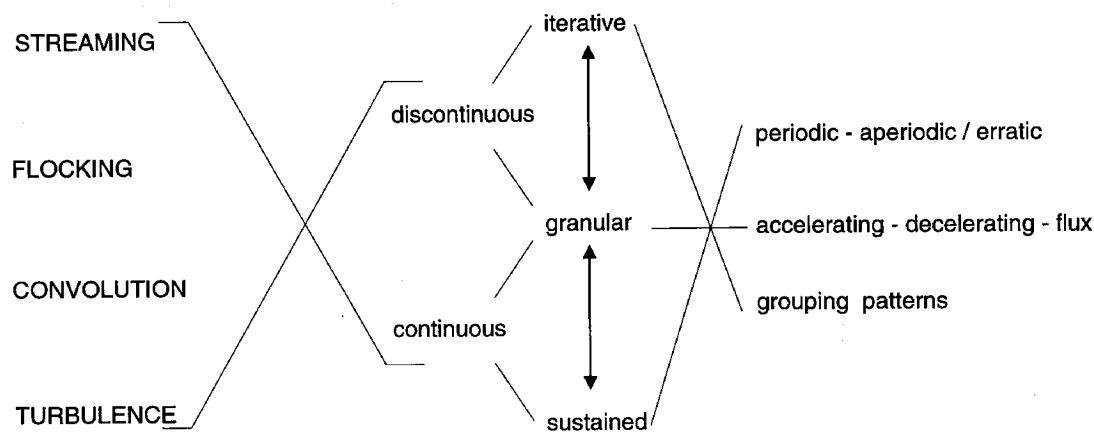 STREAMING
FLOCKING
CONVOLUTION
TURBULENCE
discontinuous
continuous
iterative
granular
sustained
periodic - aperiodic / erratic
accelerating - decelerating - flux
grouping patterns